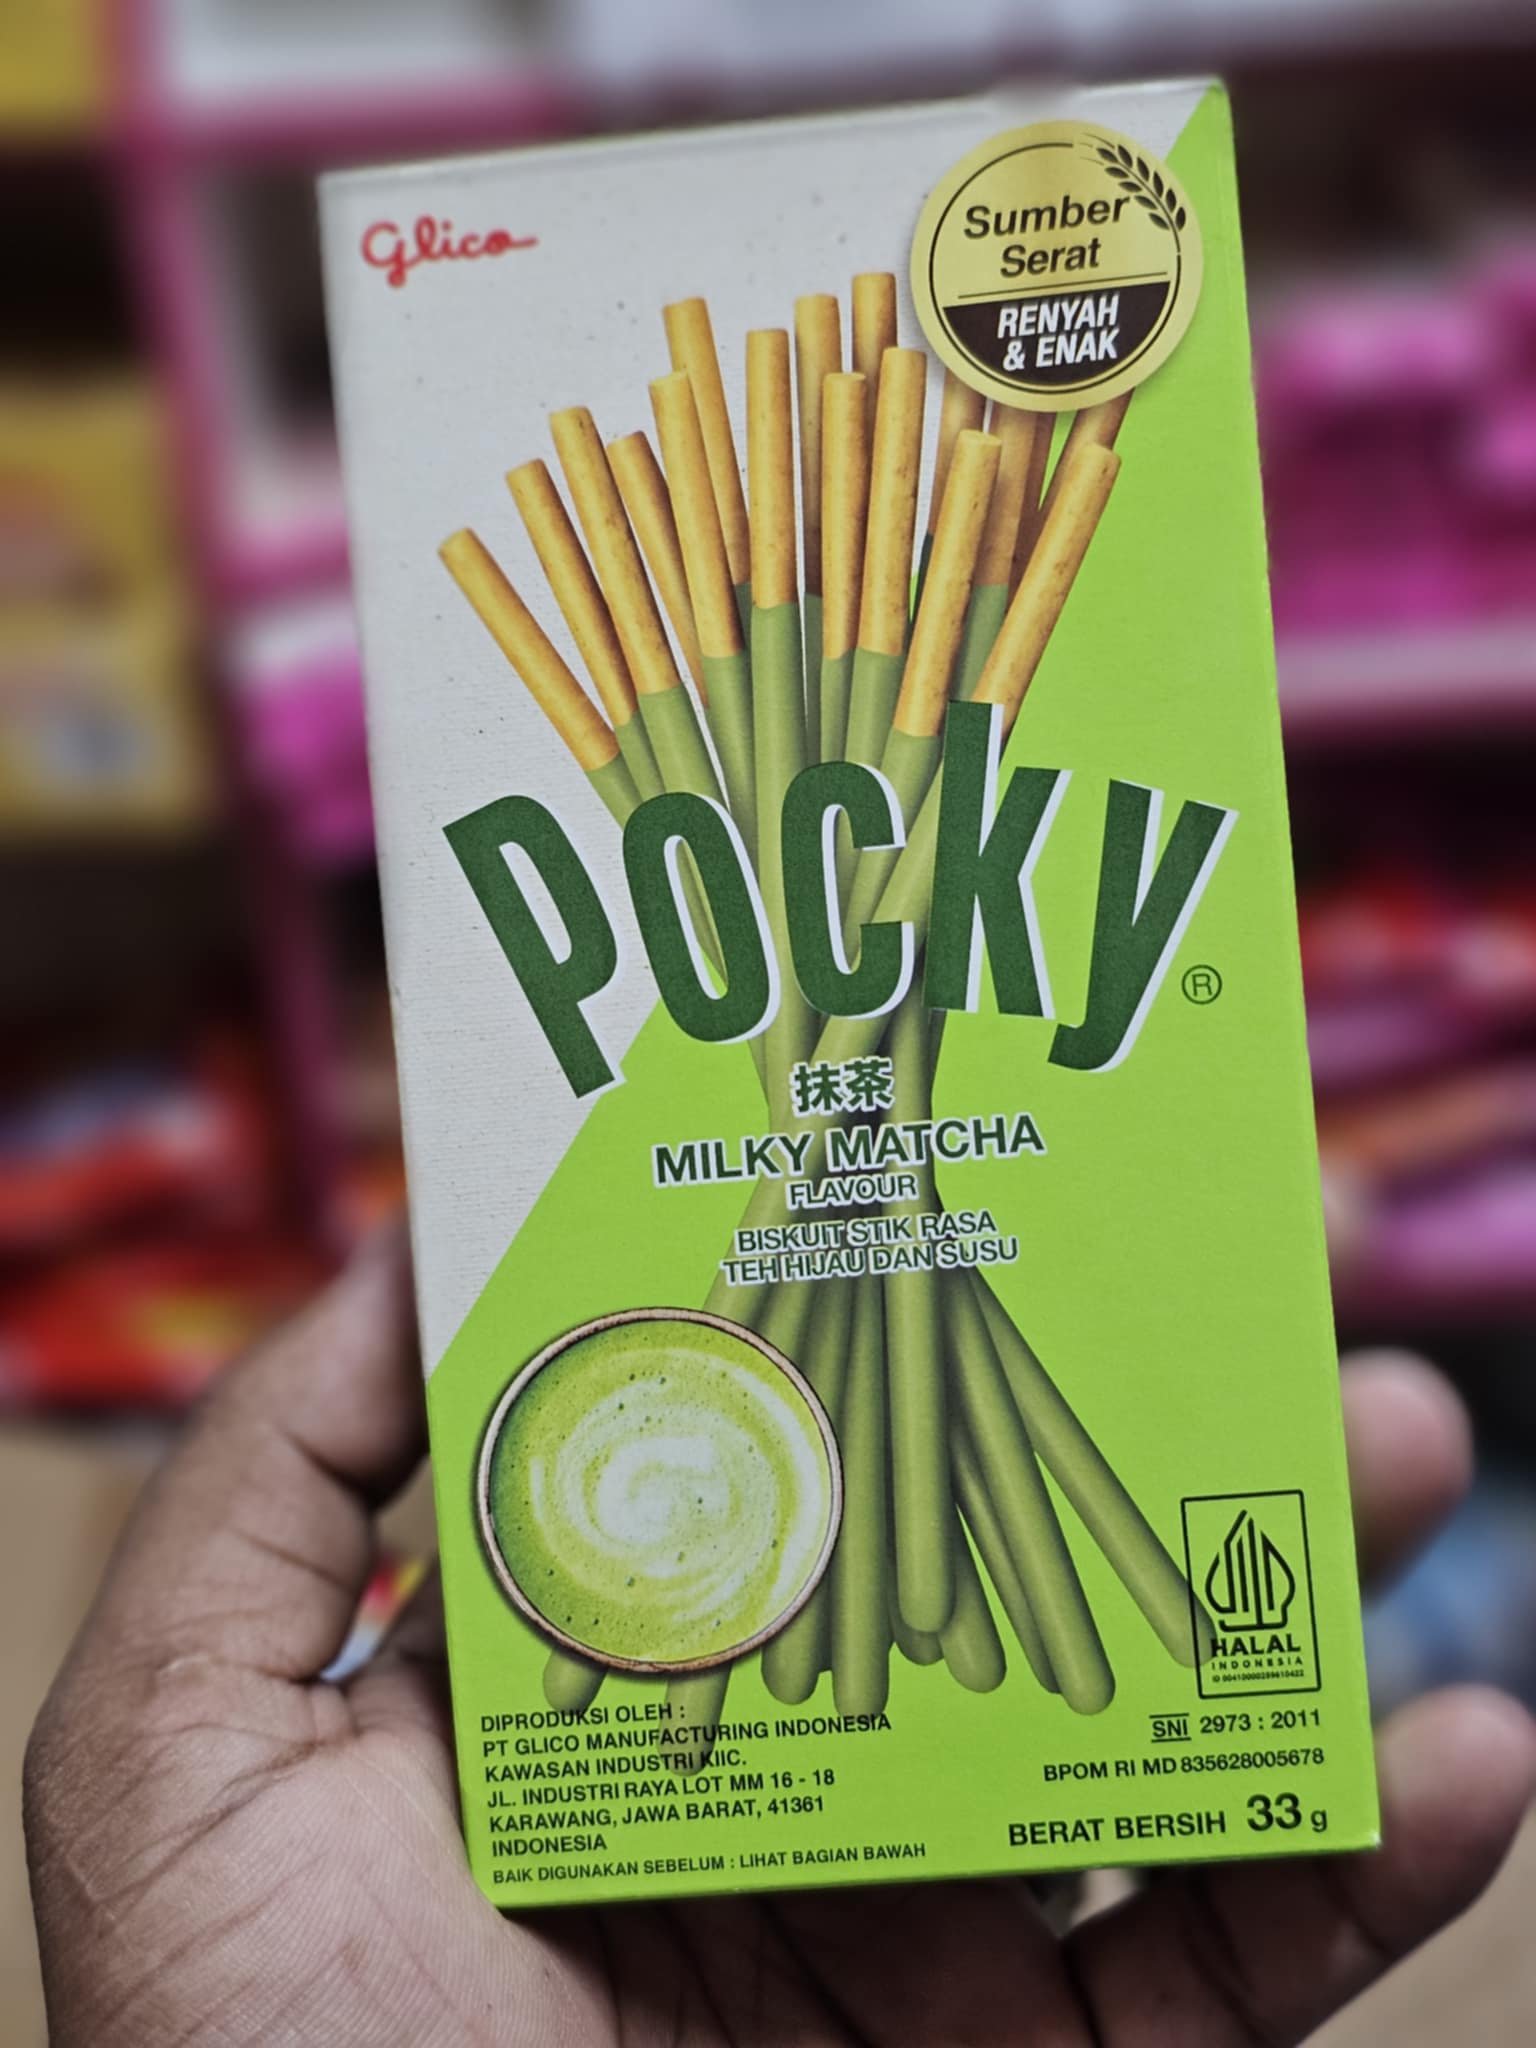 Glico
Sumber
Serat
RENYAH
& ENAK
Pocky®
抹茶
MILKY MATCHA
FLAVOUR
BISKUIT STIK RASA
TEH HIJAU DAN SUSU
HALAL
INDONESIA
DIPRODUKSI OLEH :
PT GLICO MANUFACTURING INDONESIA
KAWASAN INDUSTRI KIIC.
JL. INDUSTRI RAYA LOT MM 16 - 18
KARAWANG, JAWA BARAT, 41361
INDONESIA
BAIK DIGUNAKAN SEBELUM : LIHAT BAGIAN BAWAH
SNI 2973 : 2011
BPOM RI MD 835628005678
BERAT BERSIH 33 g